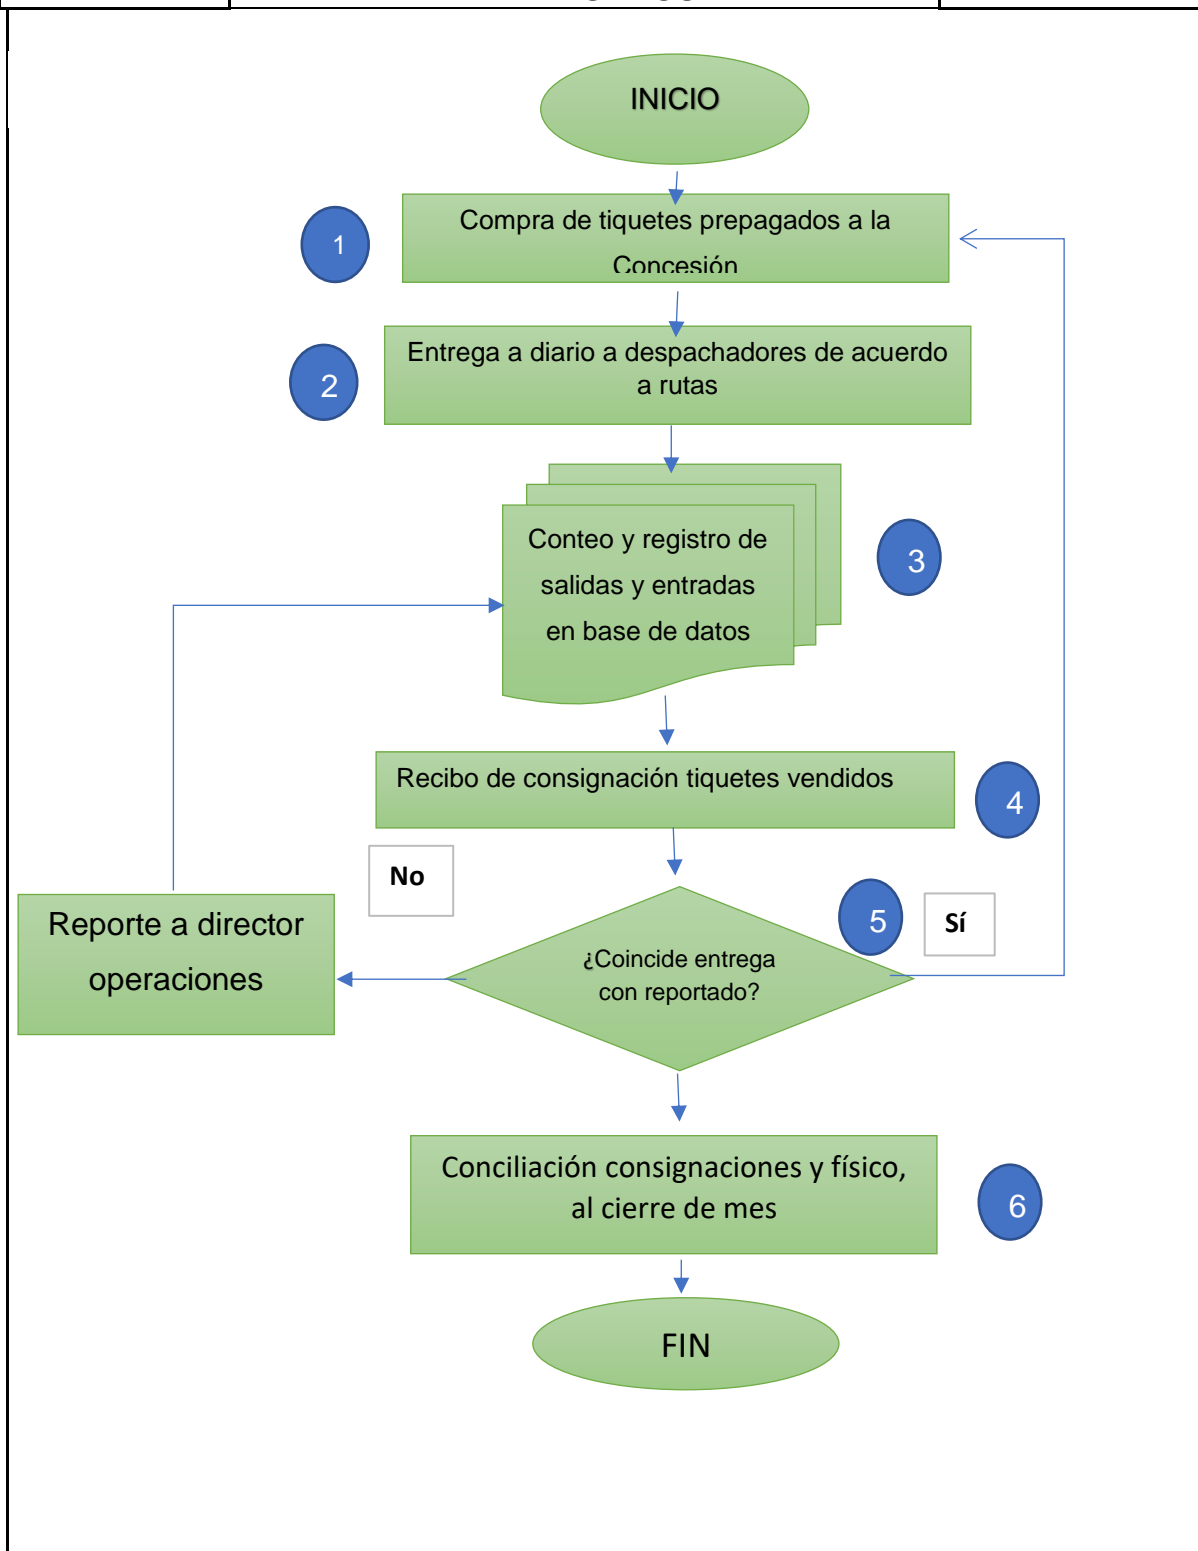 INICIO
1
Compra de tiquetes prepagados a la
Concesión
2
Entrega a diario a despachadores de acuerdo
a rutas
Conteo y registro de
salidas y entradas
en base de datos
3
Recibo de consignación tiquetes vendidos
4
No
Reporte a director
operaciones
¿Coincide entrega
con reportado?
5
Sí
Conciliación consignaciones y físico,
al cierre de mes
6
FIN